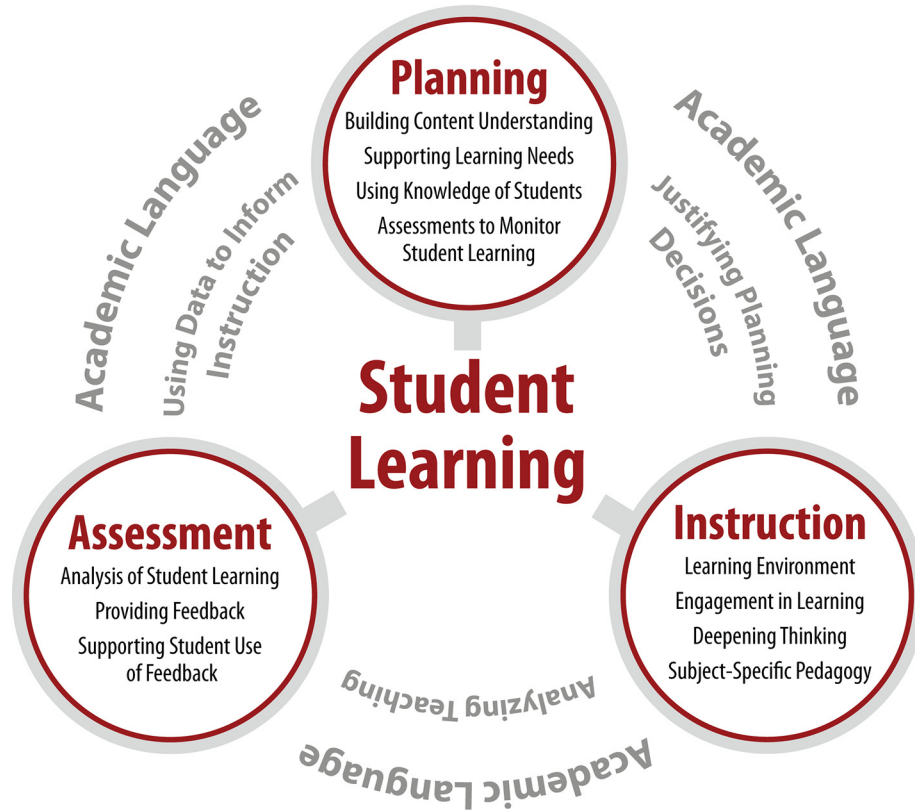 Planning
Building Content Understanding
Supporting Learning Needs
Using Knowledge of Students
Assessments to Monitor
Student Learning
Academic Language
Using Data to Inform
Instruction
Academic Language
Justifying Planning
Decisions
Student
Learning
Assessment
Analysis of Student Learning
Providing Feedback
Supporting Student Use
of Feedback
Instruction
Learning Environment
Engagement in Learning
Deepening Thinking
Subject-Specific Pedagogy
Analyzing Teaching
Academic Language